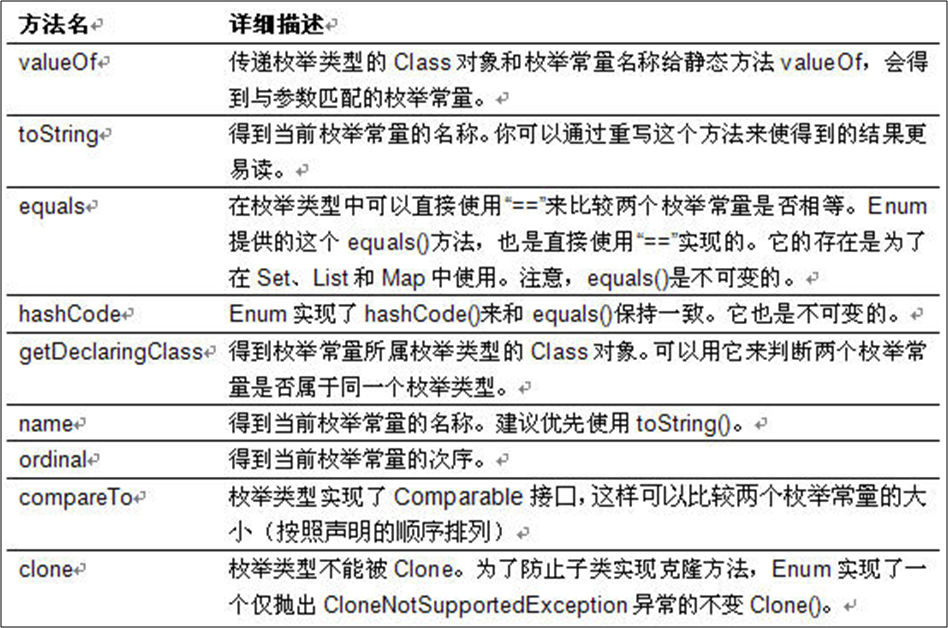 方法名 详细描述
valueOf 传递枚举类型的 Class 对象和枚举常量名称给静态方法 valueOf，会得
到与参数匹配的枚举常量。
toString 得到当前枚举常量的名称。你可以通过重写这个方法来使得到的结果更
易读。
equals 在枚举类型中可以直接使用“==”来比较两个枚举常量是否相等。Enum
提供的这个 equals()方法，也是直接使用“==”实现的。它的存在是为了
在 Set、List 和 Map 中使用。注意，equals()是不可变的。
hashCode Enum 实现了 hashCode()来和 equals()保持一致。它也是不可变的。
getDeclaringClass 得到枚举常量所属枚举类型的 Class 对象。可以用它来判断两个枚举常
量是否属于同一个枚举类型。
name 得到当前枚举常量的名称。建议优先使用 toString()。
ordinal 得到当前枚举常量的次序。
compareTo 枚举类型实现了 Comparable 接口，这样可以比较两个枚举常量的大
小（按照声明的顺序排列）
clone 枚举类型不能被 Clone。为了防止子类实现克隆方法，Enum 实现了一
个仅抛出 CloneNotSupportedException 异常的不变 Clone()。